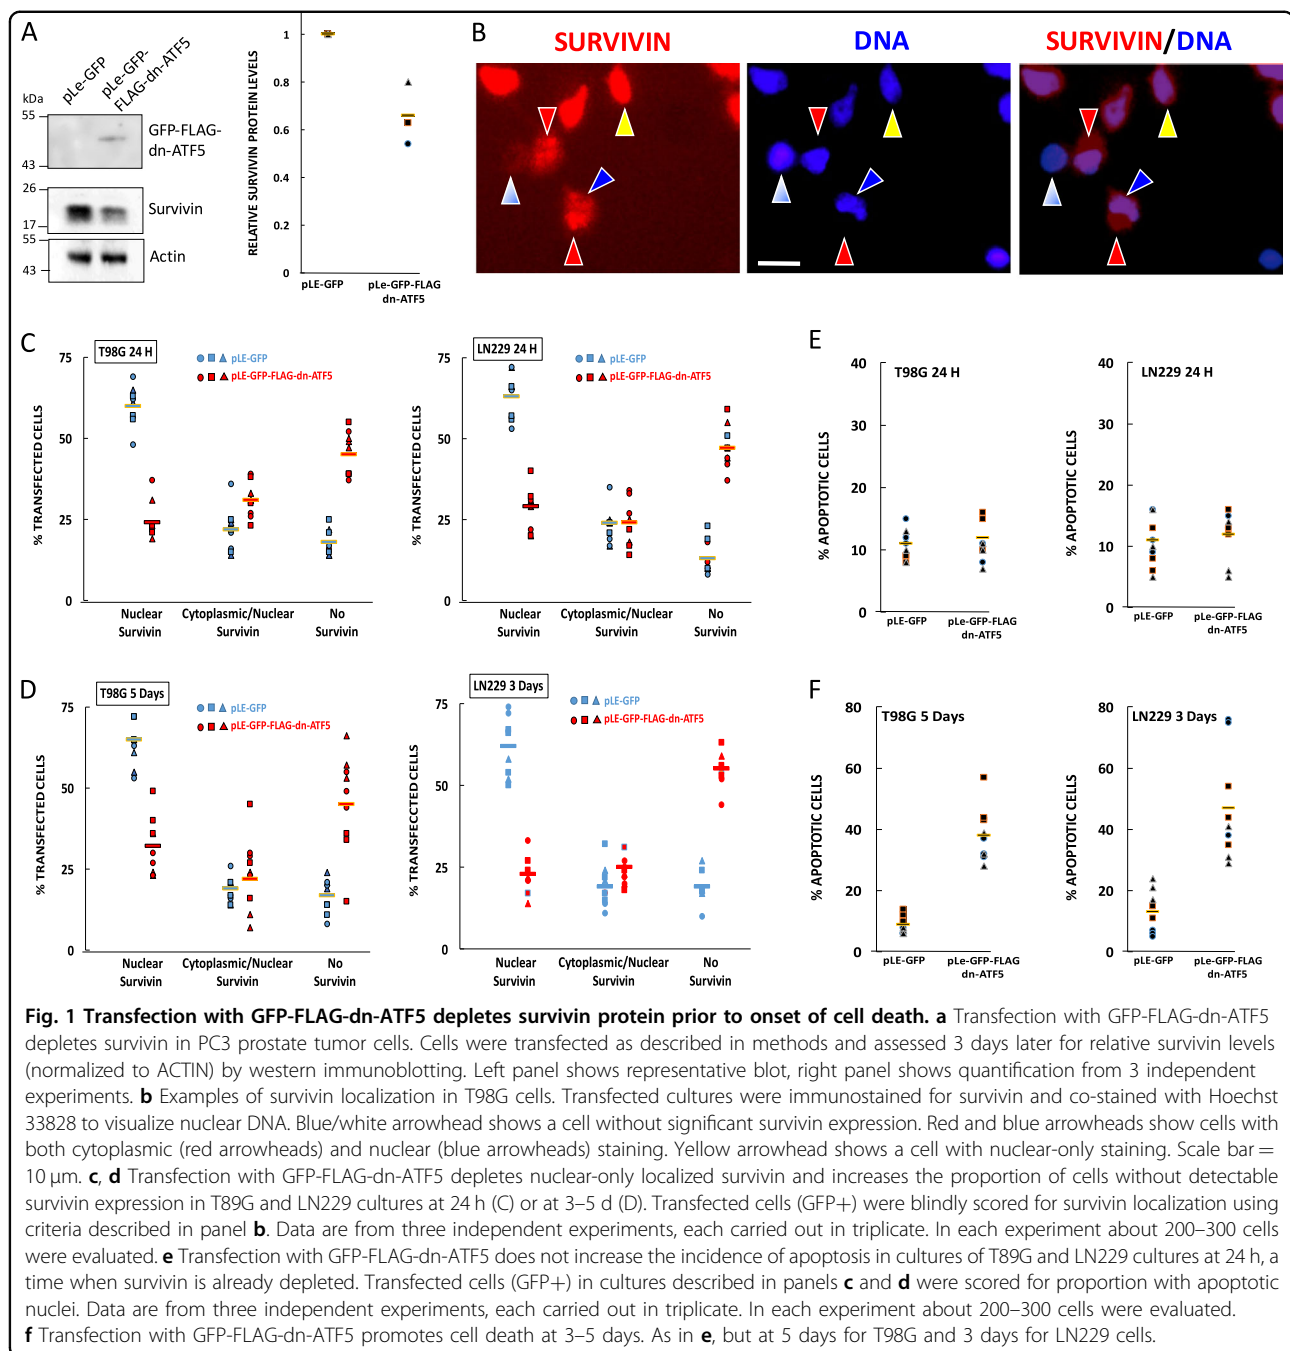 A
pLe-GFP
pLe-GFP-
FLAG-dn-ATF5
kDa
55
43
GFP-FLAG-
dn-ATF5
26
17
Survivin
55
43
Actin
RELATIVE SURVIVIN PROTEIN LEVELS
1
0.8
0.6
0.4
0.2
0
pLE-GFP
pLe-GFP-FLAG
dn-ATF5
B
SURVIVIN
DNA
SURVIVIN/DNA
C
T98G 24 H
pLE-GFP
pLE-GFP-FLAG-dn-ATF5
% TRANSFECTED CELLS
75
50
25
0
Nuclear
Survivin
Cytoplasmic/Nuclear
Survivin
No
Survivin
LN229 24 H
pLE-GFP
pLE-GFP-FLAG-dn-ATF5
% TRANSFECTED CELLS
75
50
25
0
Nuclear
Survivin
Cytoplasmic/Nuclear
Survivin
No
Survivin
E
T98G 24 H
% APOPTOTIC CELLS
40
30
20
10
0
pLE-GFP
pLe-GFP-FLAG
dn-ATF5
LN229 24 H
% APOPTOTIC CELLS
40
30
20
10
0
pLE-GFP
pLe-GFP-FLAG
dn-ATF5
D
T98G 5 Days
pLE-GFP
pLE-GFP-FLAG-dn-ATF5
% TRANSFECTED CELLS
75
50
25
0
Nuclear
Survivin
Cytoplasmic/Nuclear
Survivin
No
Survivin
LN229 3 Days
pLE-GFP
pLE-GFP-FLAG-dn-ATF5
% TRANSFECCTED CELLS
75
50
25
0
Nuclear
Survivin
Cytoplasmic/Nuclear
Survivin
No
Survivin
F
T98G 5 Days
% APOPTOTIC CELLS
80
60
40
20
0
pLE-GFP
pLe-GFP-FLAG
dn-ATF5
LN229 3 Days
% APOPTOTIC CELLS
80
60
40
20
0
pLE-GFP
pLe-GFP-FLAG
dn-ATF5
Fig. 1 Transfection with GFP-FLAG-dn-ATF5 depletes survivin protein prior to onset of cell death. a Transfection with GFP-FLAG-dn-ATF5
depletes survivin in PC3 prostate tumor cells. Cells were transfected as described in methods and assessed 3 days later for relative survivin levels
(normalized to ACTIN) by western immunoblotting. Left panel shows representative blot, right panel shows quantification from 3 independent
experiments. b Examples of survivin localization in T98G cells. Transfected cultures were immunostained for survivin and co-stained with Hoechst
33828 to visualize nuclear DNA. Blue/white arrowhead shows a cell without significant survivin expression. Red and blue arrowheads show cells with
both cytoplasmic (red arrowheads) and nuclear (blue arrowheads) staining. Yellow arrowhead shows a cell with nuclear-only staining. Scale bar =
10 μm. c, d Transfection with GFP-FLAG-dn-ATF5 depletes nuclear-only localized survivin and increases the proportion of cells without detectable
survivin expression in T89G and LN229 cultures at 24 h (C) or at 3–5 d (D). Transfected cells (GFP+) were blindly scored for survivin localization using
criteria described in panel b. Data are from three independent experiments, each carried out in triplicate. In each experiment about 200–300 cells
were evaluated. e Transfection with GFP-FLAG-dn-ATF5 does not increase the incidence of apoptosis in cultures of T89G and LN229 cultures at 24 h, a
time when survivin is already depleted. Transfected cells (GFP+) in cultures described in panels c and d were scored for proportion with apoptotic
nuclei. Data are from three independent experiments, each carried out in triplicate. In each experiment about 200–300 cells were evaluated.
f Transfection with GFP-FLAG-dn-ATF5 promotes cell death at 3–5 days. As in e, but at 5 days for T98G and 3 days for LN229 cells.